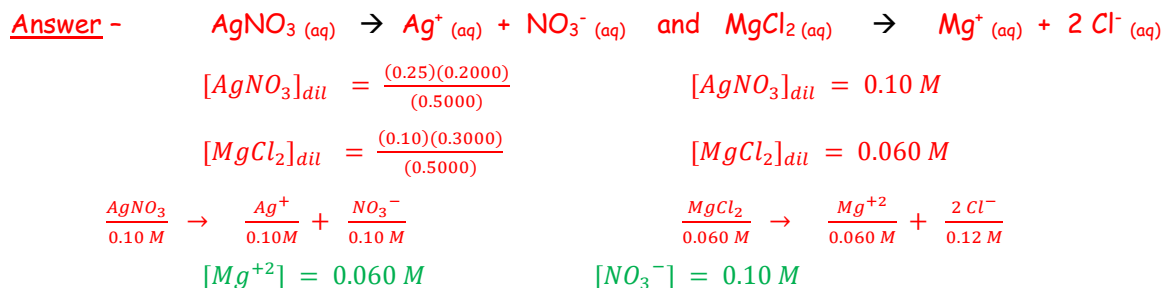 Answer – AgNO₃ (aq) → Ag⁺ (aq) + NO₃⁻ (aq) and MgCl₂ (aq) → Mg⁺ (aq) + 2 Cl⁻ (aq)
[AgNO₃]dil = (0.25)(0.2000) / (0.5000) [AgNO₃]dil = 0.10 M
[MgCl₂]dil = (0.10)(0.3000) / (0.5000) [MgCl₂]dil = 0.060 M
AgNO₃ / 0.10 M → Ag⁺ / 0.10M + NO₃⁻ / 0.10 M MgCl₂ / 0.060 M → Mg⁺² / 0.060 M + 2 Cl⁻ / 0.12 M
[Mg⁺²] = 0.060 M [NO₃⁻] = 0.10 M